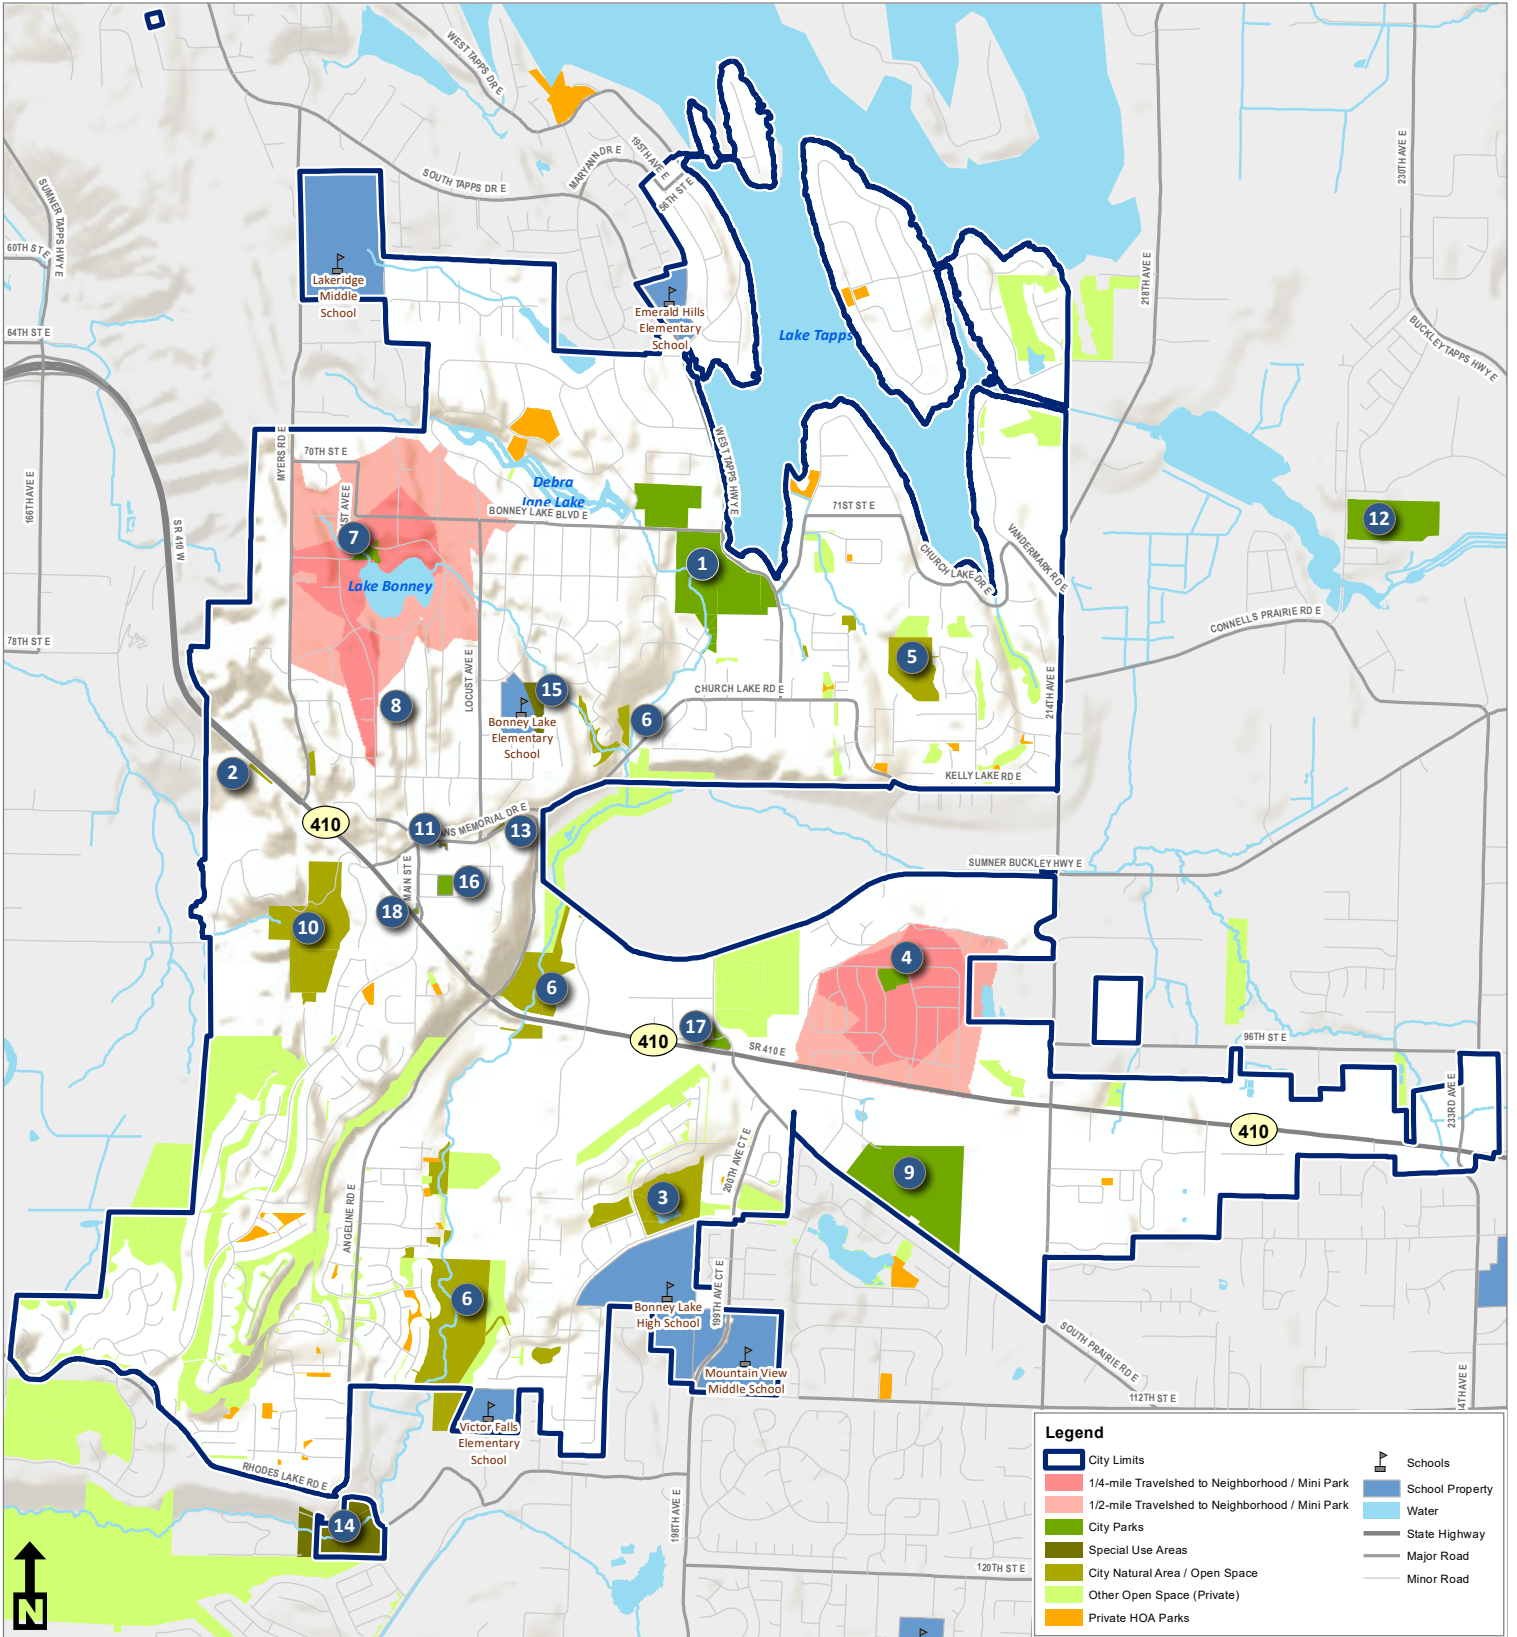 WEST TAPPS DR E
195TH AVE E
MARYANN DR E
SOUTH TAPPS DR E
56TH ST E
230TH AVE E
SUMNER TAPPS HWY E
60TH ST E
218TH AVE E
Lakeridge
Middle
School
Emerald Hills
Elementary
School
Lake Tapps
64TH ST E
BUCKLEY TAPPS HWY E
MYERS RD E
70TH ST E
WEST TAPPS HWY E
166TH AVE E
SR 410 W
Debra
Jane Lake
BONNEY LAKE BLVD E
71ST ST E
12
7
1
VANDERMARK RD E
CHURCH LAKE DR E
Lake Bonney
CONNELLS PRAIRIE RD E
78TH ST E
5
LOCUST AVE E
214TH AVE E
15
CHURCH LAKE RD E
8
6
Bonney Lake
Elementary
School
2
KELLY LAKE RD E
410
11
ANS MEMORIAL DR E
13
SUMNER BUCKLEY HWY E
MAIN ST E
16
18
10
4
6
17
410
SR 410 E
96TH ST E
233RD AVE E
410
200TH AVE CT E
9
3
ANGELINE RD E
199TH AVE CT E
6
Bonney Lake
High School
SOUTH PRAIRIE RD E
Mountain View
Middle School
112TH ST E
Victor Falls
Elementary
School
RHODES LAKE RD E
14
198TH AVE E
120TH ST E
N
Legend
City Limits
1/4-mile Travelshed to Neighborhood / Mini Park
1/2-mile Travelshed to Neighborhood / Mini Park
City Parks
Special Use Areas
City Natural Area / Open Space
Other Open Space (Private)
Private HOA Parks
Schools
School Property
Water
State Highway
Major Road
Minor Road